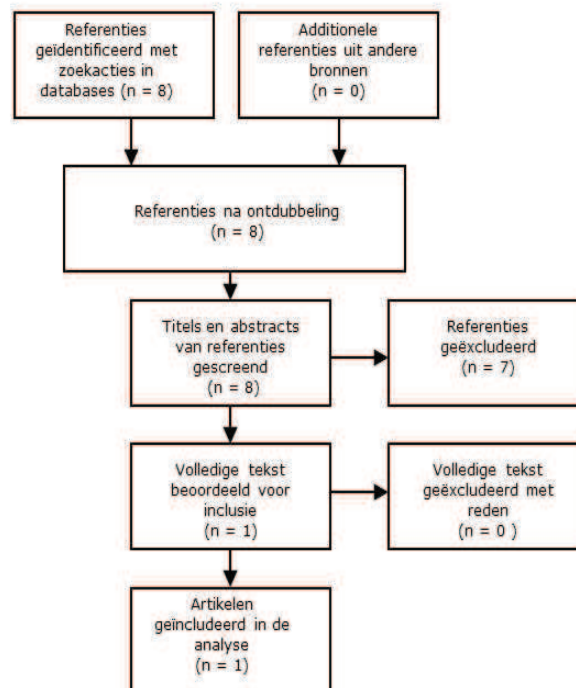 Referenties
geïdentificeerd met
zoekacties in
databases (n = 8)
Additionele
referenties uit andere
bronnen
(n = 0)
Referenties na ontdubbeling
(n = 8)
Titels en abstracts
van referenties
gescreend
(n = 8)
Referenties
geëxcludeerd
(n = 7)
Volledige tekst
beoordeeld voor
inclusie
(n = 1)
Volledige tekst
geëxcludeerd met
reden
(n = 0 )
Artikelen
geïncludeerd in de
analyse
(n = 1)